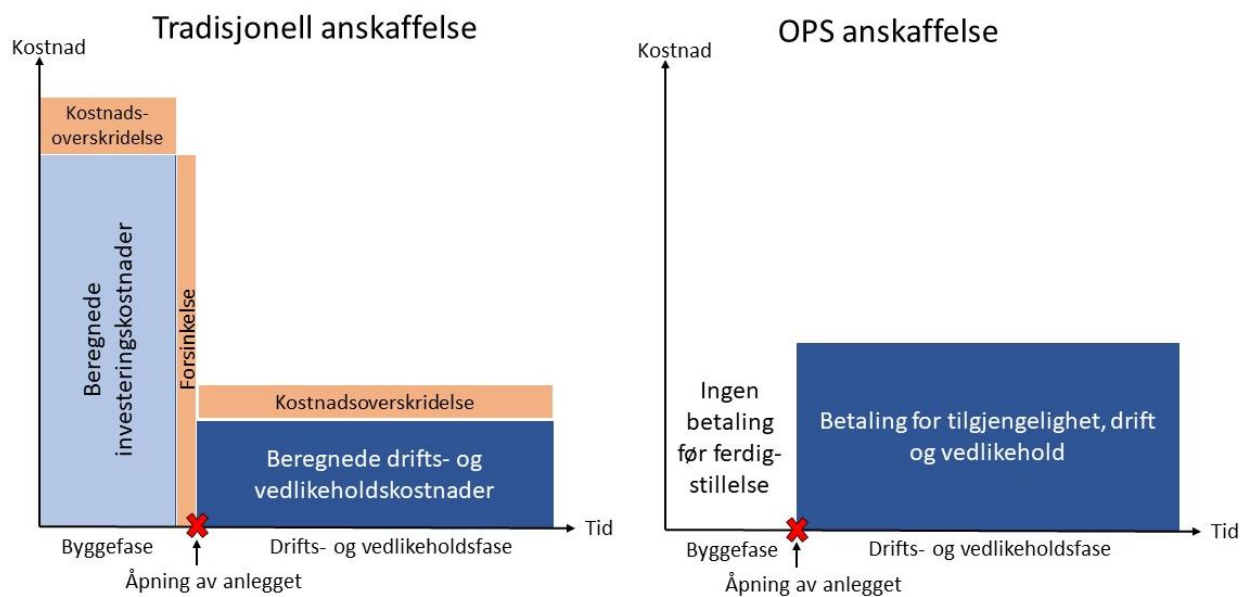 Tradisjonell anskaffelse
Kostnad
Kostnads-
overskridelse
Beregnede
investeringskostnader
Forsinkelse
Kostnadsoverskridelse
Beregnede drifts- og
vedlikeholdskostnader
Tid
Byggefase
Drifts- og vedlikeholdsfase
Åpning av anlegget
OPS anskaffelse
Kostnad
Ingen
betaling
før ferdig-
stillelse
Betaling for tilgjengelighet, drift
og vedlikehold
Tid
Byggefase
Drifts- og vedlikeholdsfase
Åpning av anlegget